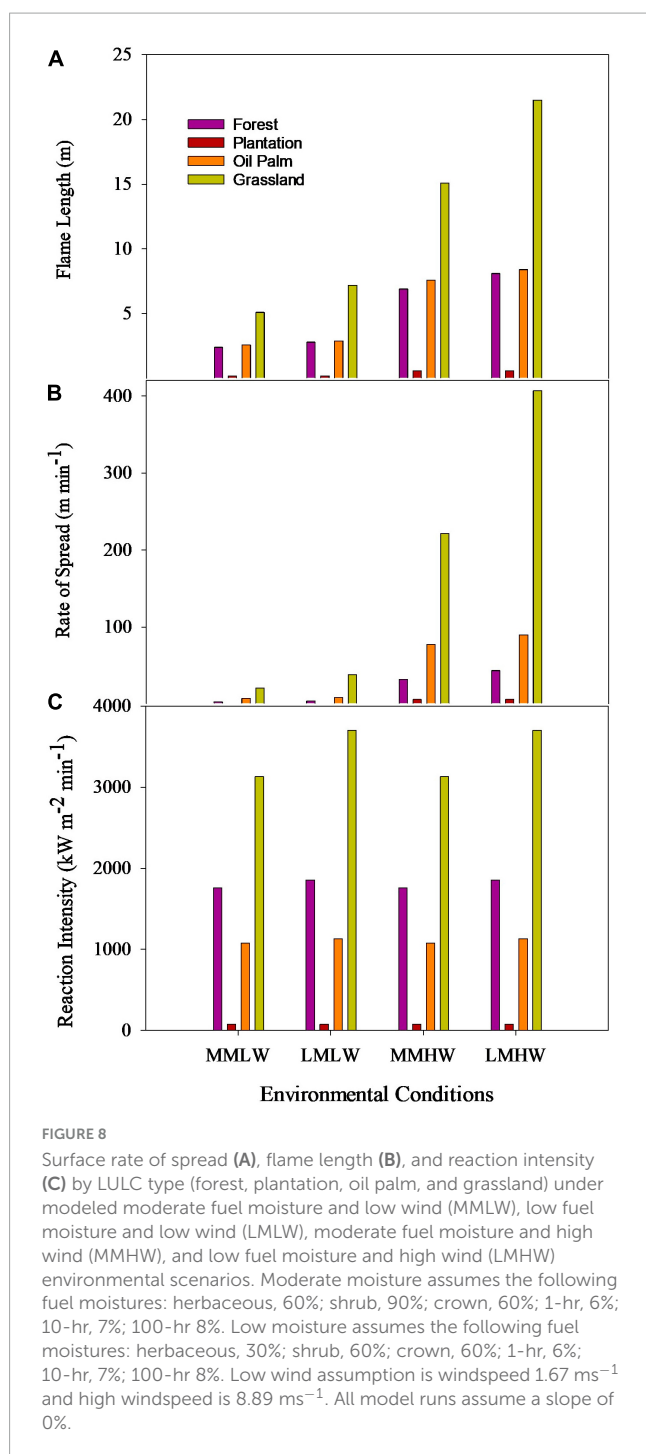 A
25
20
15
10
5
Flame Length (m)
Forest
Plantation
Oil Palm
Grassland
B
400
300
200
100
Rate of Spread (m min⁻¹)
C
4000
3000
2000
1000
0
Reaction Intensity (kW m⁻² min⁻¹)
MMLW LMLW MMHW LMHW
Environmental Conditions
FIGURE 8
Surface rate of spread (A), flame length (B), and reaction intensity
(C) by LULC type (forest, plantation, oil palm, and grassland) under
modeled moderate fuel moisture and low wind (MMLW), low fuel
moisture and low wind (LMLW), moderate fuel moisture and high
wind (MMHW), and low fuel moisture and high wind (LMHW)
environmental scenarios. Moderate moisture assumes the following
fuel moistures: herbaceous, 60%; shrub, 90%; crown, 60%; 1-hr, 6%;
10-hr, 7%; 100-hr 8%. Low moisture assumes the following fuel
moistures: herbaceous, 30%; shrub, 60%; crown, 60%; 1-hr, 6%;
10-hr, 7%; 100-hr 8%. Low wind assumption is windspeed 1.67 ms⁻¹
and high windspeed is 8.89 ms⁻¹. All model runs assume a slope of
0%.